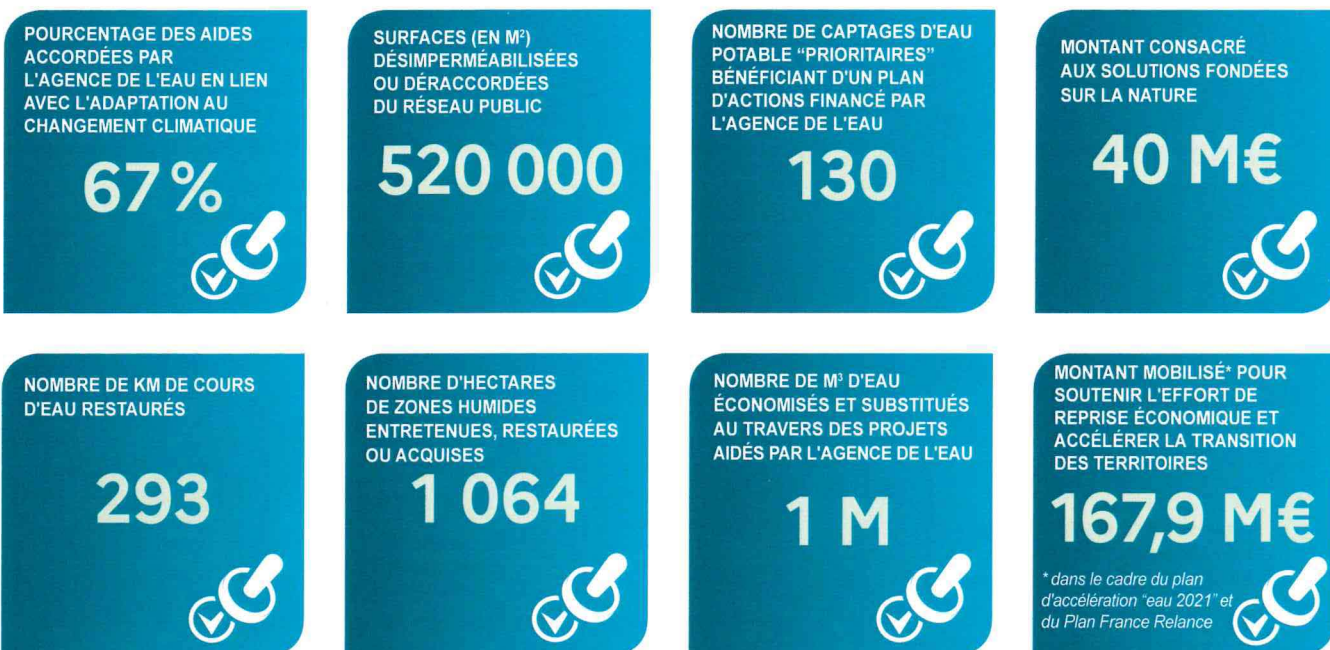 POURCENTAGE DES AIDES
ACCORDÉES PAR
L'AGENCE DE L'EAU EN LIEN
AVEC L'ADAPTATION AU
CHANGEMENT CLIMATIQUE
67 %
SURFACES (EN M²)
DÉSIMPERMÉABILISÉES
OU DÉRACCORDÉES
DU RÉSEAU PUBLIC
520 000
NOMBRE DE CAPTAGES D'EAU
POTABLE “PRIORITAIRES”
BÉNÉFICIANT D'UN PLAN
D'ACTIONS FINANCÉ PAR
L'AGENCE DE L'EAU
130
MONTANT CONSACRÉ
AUX SOLUTIONS FONDÉES
SUR LA NATURE
40 M€
NOMBRE DE KM DE COURS
D'EAU RESTAURÉS
293
NOMBRE D'HECTARES
DE ZONES HUMIDES
ENTRETENUES, RESTAURÉES
OU ACQUISES
1 064
NOMBRE DE M³ D'EAU
ÉCONOMISÉS ET SUBSTITUÉS
AU TRAVERS DES PROJETS
AIDÉS PAR L'AGENCE DE L'EAU
1 M
MONTANT MOBILISÉ* POUR
SOUTENIR L'EFFORT DE
REPRISE ÉCONOMIQUE ET
ACCÉLÉRER LA TRANSITION
DES TERRITOIRES
167,9 M€
* dans le cadre du plan
d'accélération “eau 2021” et
du Plan France Relance